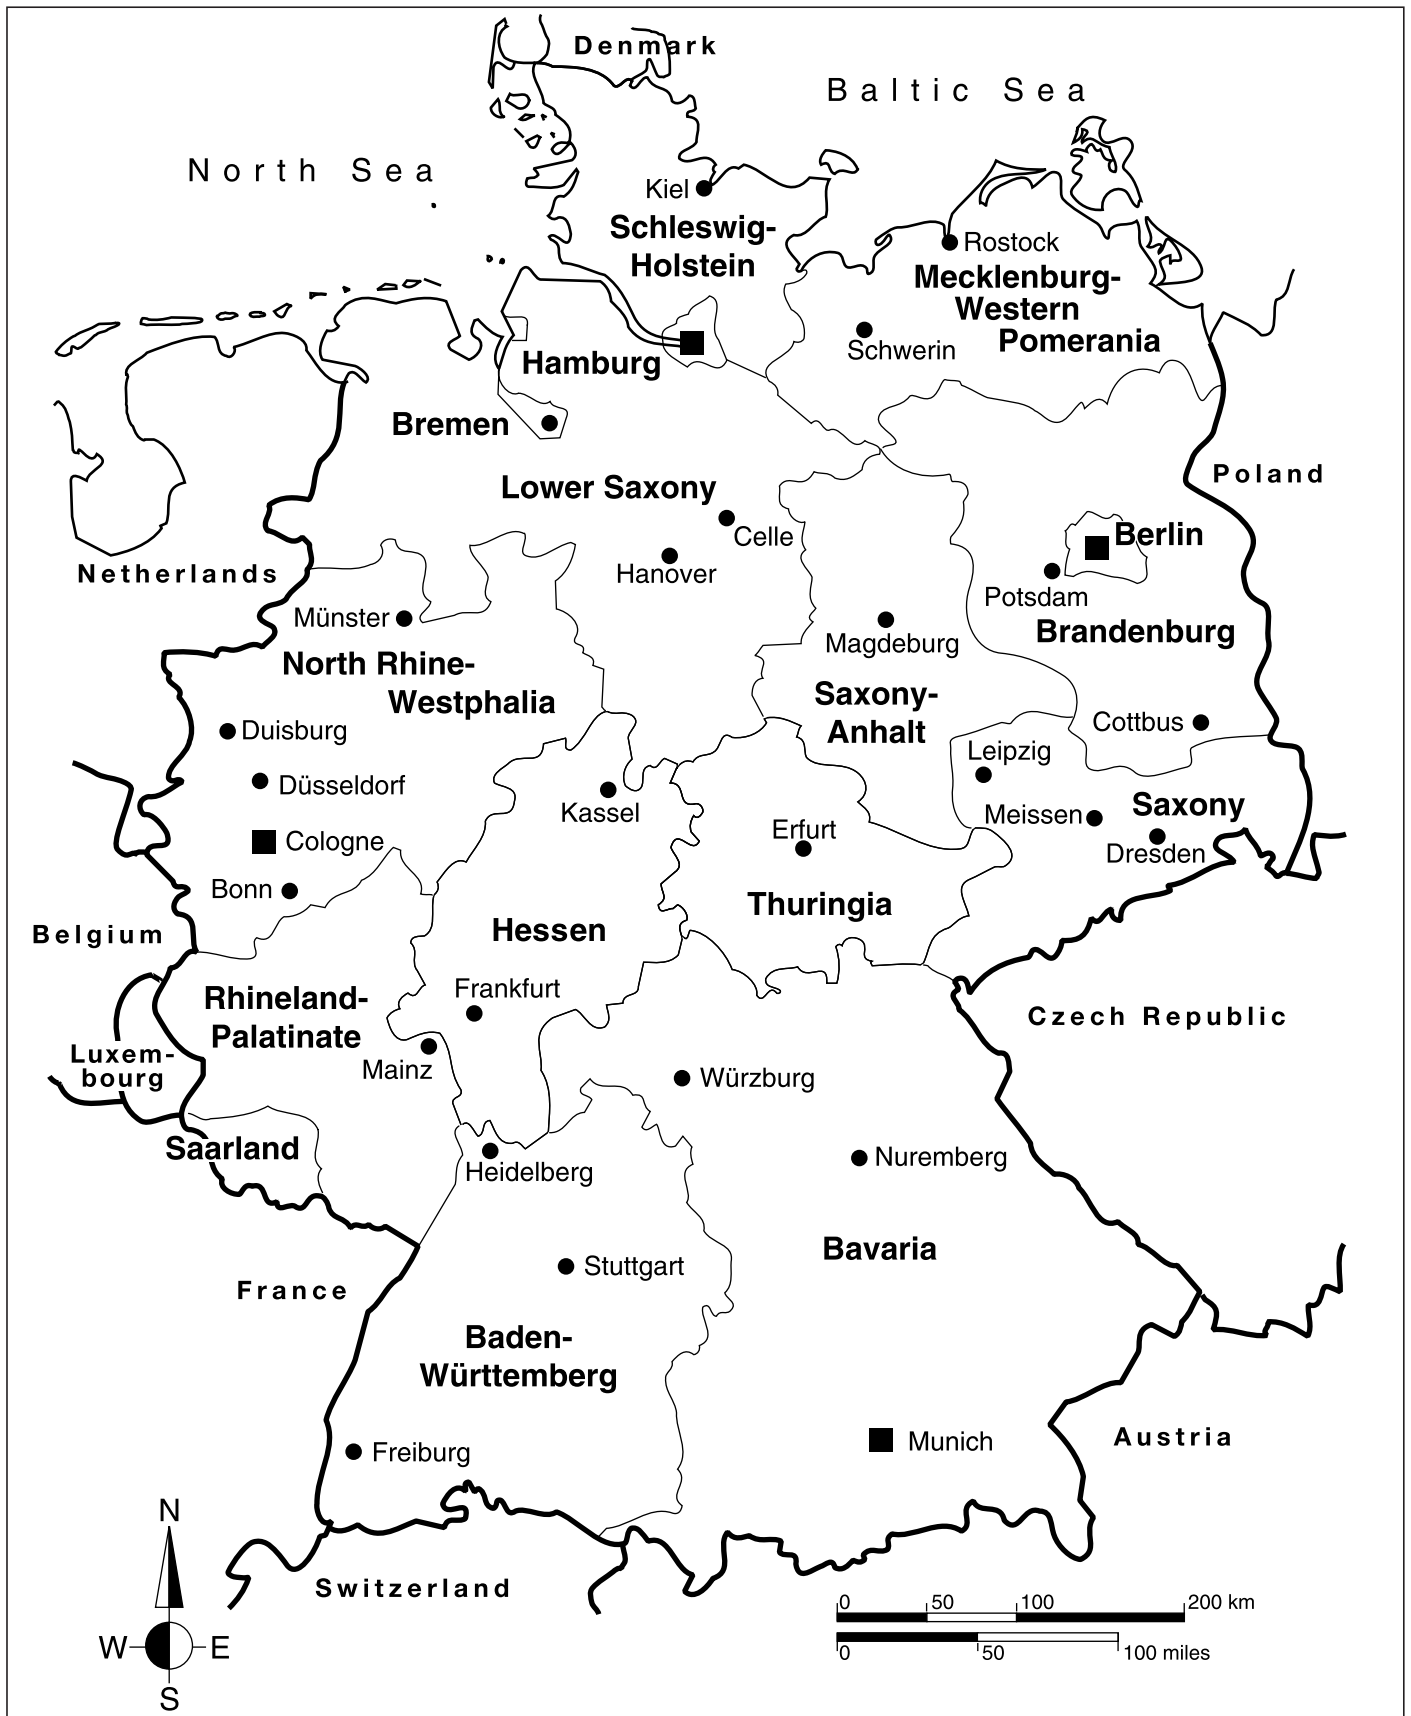 Denmark
Baltic Sea
North Sea
Kiel
Schleswig-
Holstein
Rostock
Mecklenburg-
Western
Pomerania
Schwerin
Hamburg
Bremen
Lower Saxony
Poland
Celle
Berlin
Hanover
Netherlands
Potsdam
Münster
Brandenburg
Magdeburg
North Rhine-
Westphalia
Saxony-
Anhalt
Cottbus
Duisburg
Leipzig
Düsseldorf
Kassel
Meissen
Saxony
Erfurt
Cologne
Dresden
Bonn
Thuringia
Belgium
Hessen
Frankfurt
Rhineland-
Palatinate
Czech Republic
Luxem-
bourg
Mainz
Würzburg
Saarland
Heidelberg
Nuremberg
Bavaria
Stuttgart
France
Baden-
Württemberg
Austria
Munich
Freiburg
N
Switzerland
0 50 100 200 km
W E
0 50 100 miles
S